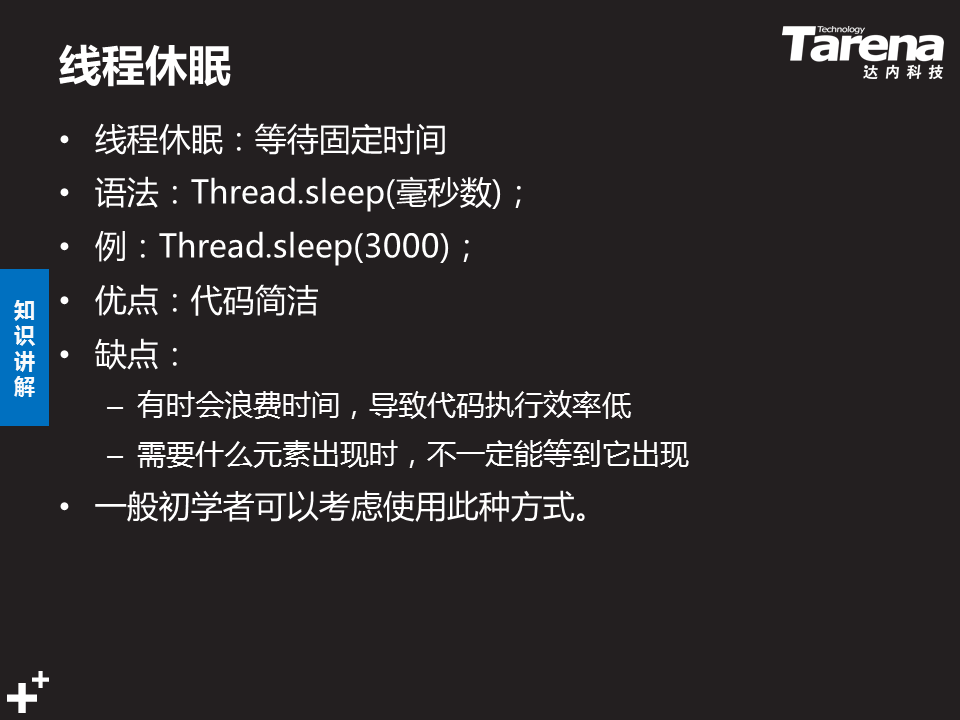 线程休眠
Technology
Tarena
达内科技
• 线程休眠：等待固定时间
• 语法：Thread.sleep(毫秒数)；
• 例：Thread.sleep(3000)；
• 优点：代码简洁
• 缺点：
– 有时会浪费时间，导致代码执行效率低
– 需要什么元素出现时，不一定能等到它出现
• 一般初学者可以考虑使用此种方式。
知识讲解